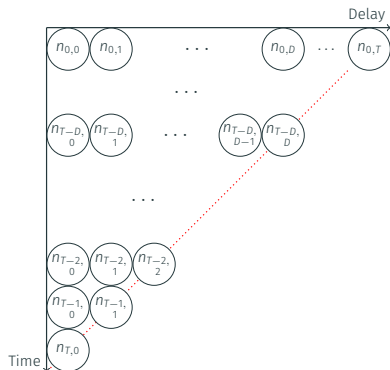 Delay
n0,0 n0,1 ... n0,D ... n0,T
...
nT−D,0 nT−D,1 ... nT−D,D−1 nT−D,D
...
nT−2,0 nT−2,1 nT−2,2
nT−1,0 nT−1,1
nT,0
Time